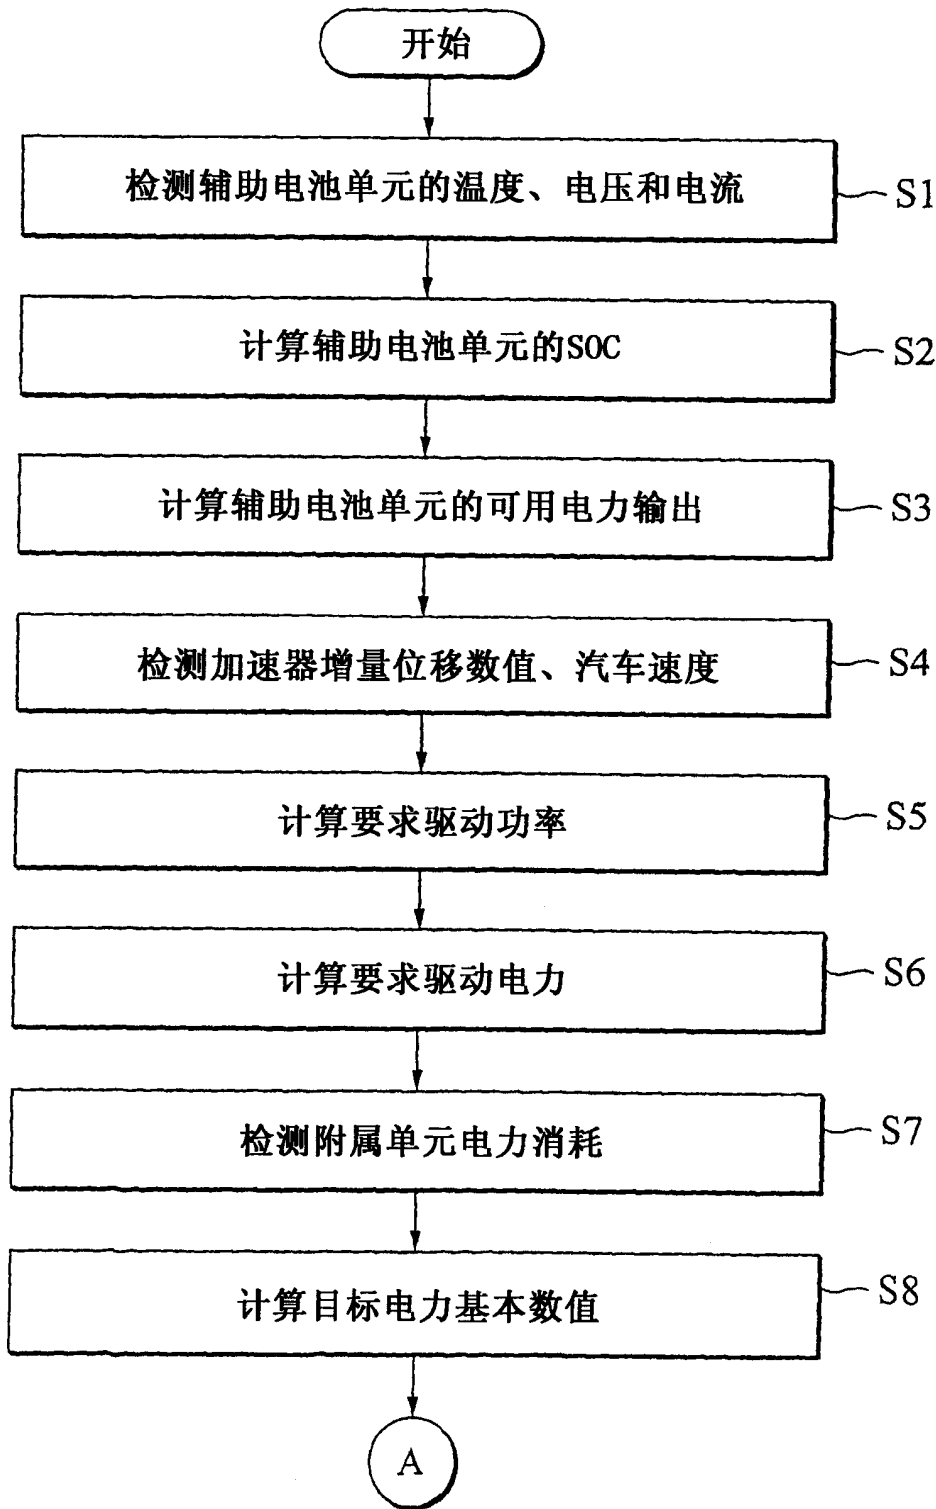 开始
检测辅助电池单元的温度、电压和电流
S1
计算辅助电池单元的SOC
S2
计算辅助电池单元的可用电力输出
S3
检测加速器增量位移数值、汽车速度
S4
计算要求驱动功率
S5
计算要求驱动电力
S6
检测附属单元电力消耗
S7
计算目标电力基本数值
S8
A